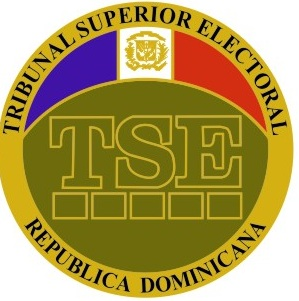 TRIBUNAL SUPERIOR ELECTORAL
TSE
REPUBLICA DOMINICANA